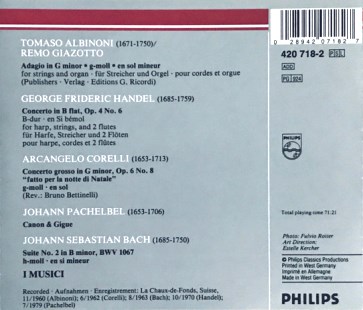 TOMASO ALBINONI (1671-1750)/
REMO GIAZOTTO
Adagio in G minor • g-moll • en sol mineur
for strings and organ · für Streicher und Orgel · pour cordes et orgue
(Publishers · Verlag · Editions G. Ricordi)
GEORGE FRIDERIC HANDEL (1685-1759)
Concerto in B flat, Op. 4 No. 6
B-dur · en Si bémol
for harp, strings, and 2 flutes
für Harfe, Streicher und 2 Flöten
pour harpe, cordes et 2 flûtes
ARCANGELO CORELLI (1653-1713)
Concerto grosso in G minor, Op. 6 No. 8
"fatto per la notte di Natale"
g-moll · en sol
(Rev.: Bruno Bettinelli)
JOHANN PACHELBEL (1653-1706)
Canon & Gigue
JOHANN SEBASTIAN BACH (1685-1750)
Suite No. 2 in B minor, BWV 1067
h-moll · en si mineur
I MUSICI
Recorded · Aufnahmen · Enregistrement: La Chaux-de-Fonds, Suisse,
11/1960 (Albinoni); 6/1962 (Corelli); 8/1963 (Bach); 10/1970 (Handel);
7/1979 (Pachelbel)
0 28942 07182 7
420 718-2
ADD
PG 924
PHILIPS
Total playing time 71:21
Photo: Fulvio Roiter
Art Direction:
Estelle Kercher
℗ Philips Classics Productions
Printed in West Germany
Imprimé en Allemagne
Made in West Germany
PHILIPS